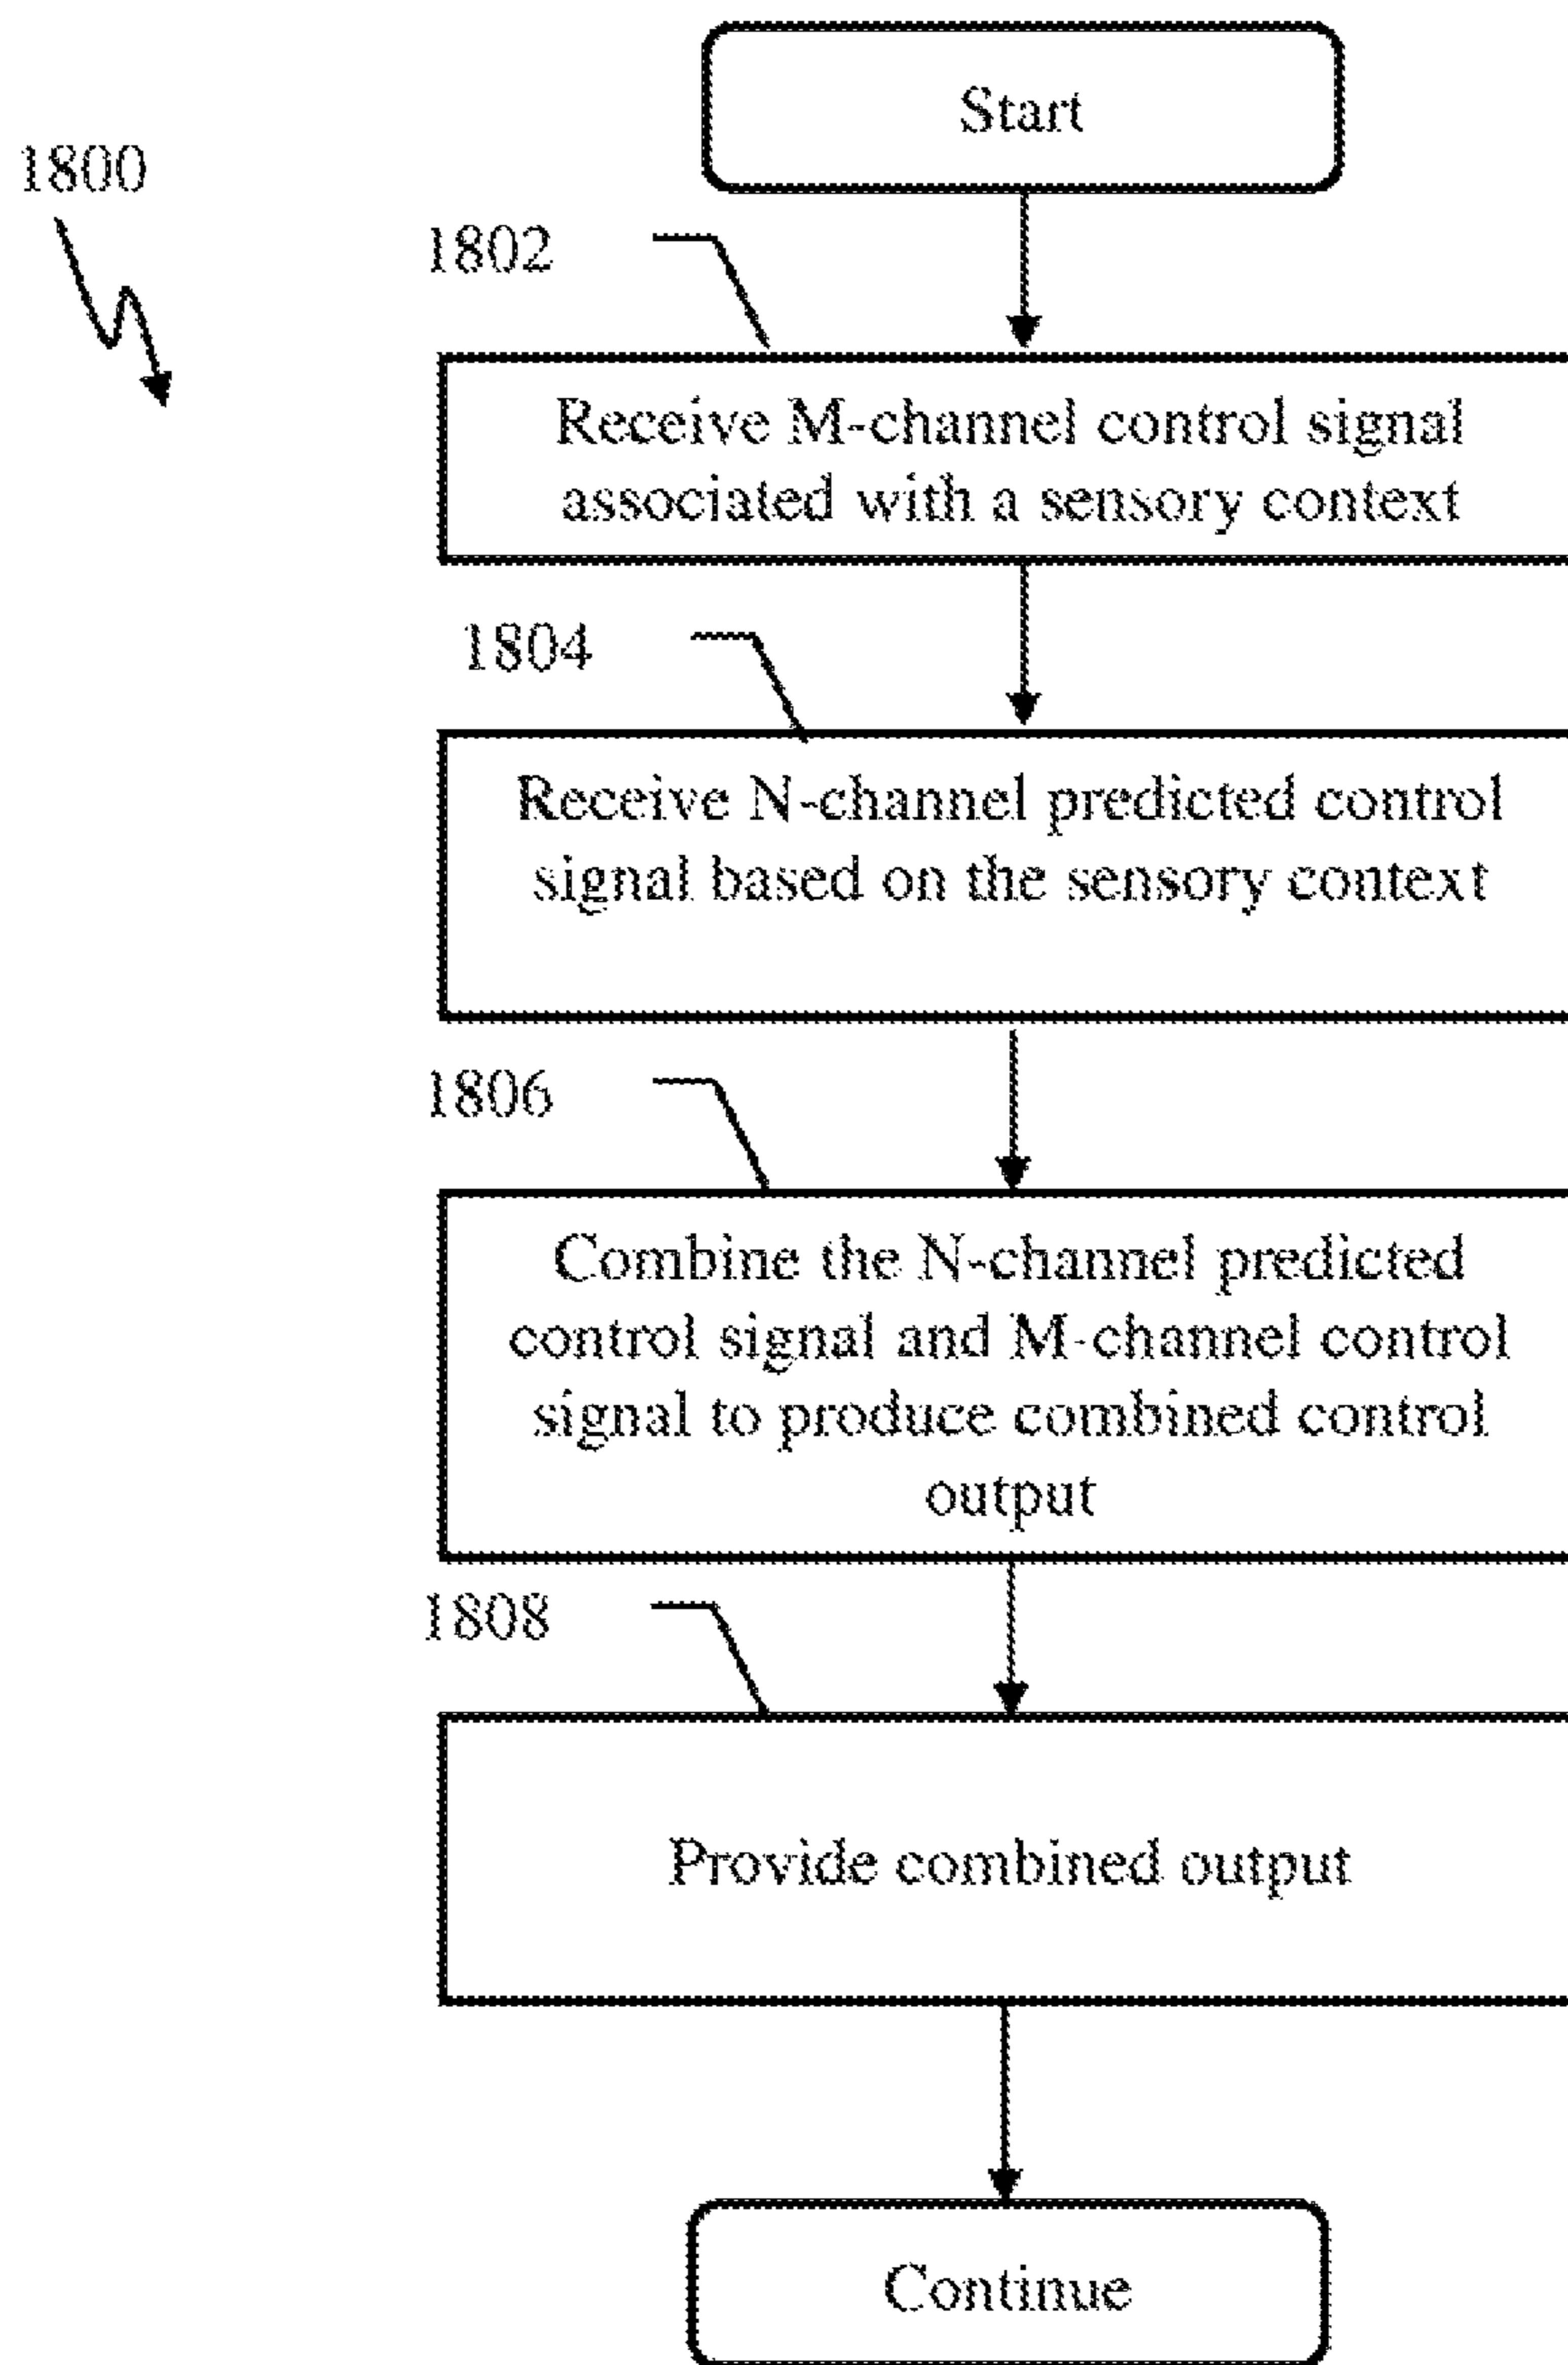 Start
1800
1802
Receive M-channel control signal
associated with a sensory context
1804
Receive N-channel predicted control
signal based on the sensory context
1806
Combine the N-channel predicted
control signal and M-channel control
signal to produce combined control
output
1808
Provide combined output
Continue